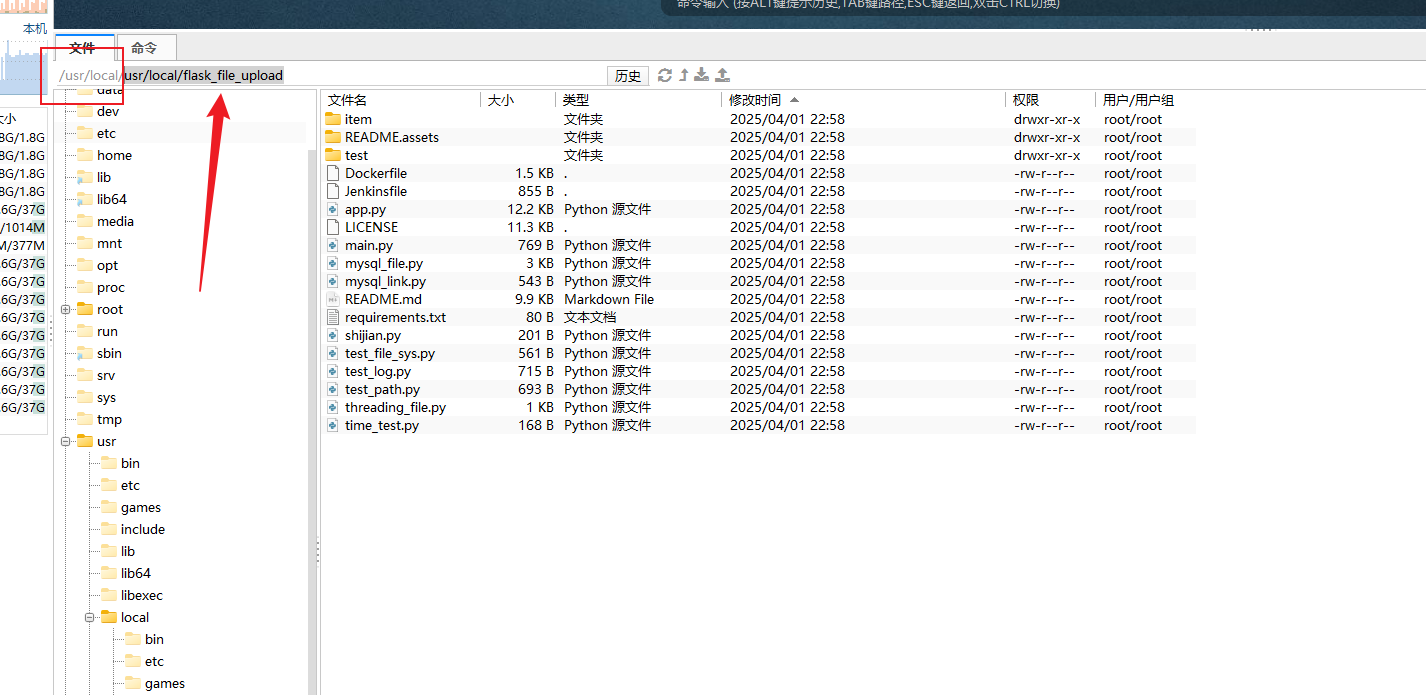 命令输入 (按ALT键提示历史,TAB键路径,ESC键返回,双击CTRL切换)
本机
文件 命令
/usr/local/usr/local/flask_file_upload 历史
文件名 大小 类型 修改时间 权限 用户/用户组
item 文件夹 2025/04/01 22:58 drwxr-xr-x root/root
README.assets 文件夹 2025/04/01 22:58 drwxr-xr-x root/root
test 文件夹 2025/04/01 22:58 drwxr-xr-x root/root
Dockerfile 1.5 KB . 2025/04/01 22:58 -rw-r--r-- root/root
Jenkinsfile 855 B . 2025/04/01 22:58 -rw-r--r-- root/root
app.py 12.2 KB Python 源文件 2025/04/01 22:58 -rw-r--r-- root/root
LICENSE 11.3 KB . 2025/04/01 22:58 -rw-r--r-- root/root
main.py 769 B Python 源文件 2025/04/01 22:58 -rw-r--r-- root/root
mysql_file.py 3 KB Python 源文件 2025/04/01 22:58 -rw-r--r-- root/root
mysql_link.py 543 B Python 源文件 2025/04/01 22:58 -rw-r--r-- root/root
README.md 9.9 KB Markdown File 2025/04/01 22:58 -rw-r--r-- root/root
requirements.txt 80 B 文本文档 2025/04/01 22:58 -rw-r--r-- root/root
shijian.py 201 B Python 源文件 2025/04/01 22:58 -rw-r--r-- root/root
test_file_sys.py 561 B Python 源文件 2025/04/01 22:58 -rw-r--r-- root/root
test_log.py 715 B Python 源文件 2025/04/01 22:58 -rw-r--r-- root/root
test_path.py 693 B Python 源文件 2025/04/01 22:58 -rw-r--r-- root/root
threading_file.py 1 KB Python 源文件 2025/04/01 22:58 -rw-r--r-- root/root
time_test.py 168 B Python 源文件 2025/04/01 22:58 -rw-r--r-- root/root
data
dev
etc
home
lib
lib64
media
mnt
opt
proc
root
run
sbin
srv
sys
tmp
usr
bin
etc
games
include
lib
lib64
libexec
local
bin
etc
games
.8G/1.8G
.8G/1.8G
.8G/1.8G
.8G/1.8G
.6G/37G
/1014M
M/377M
.6G/37G
.6G/37G
.6G/37G
.6G/37G
.6G/37G
.6G/37G
.6G/37G
.6G/37G
.6G/37G